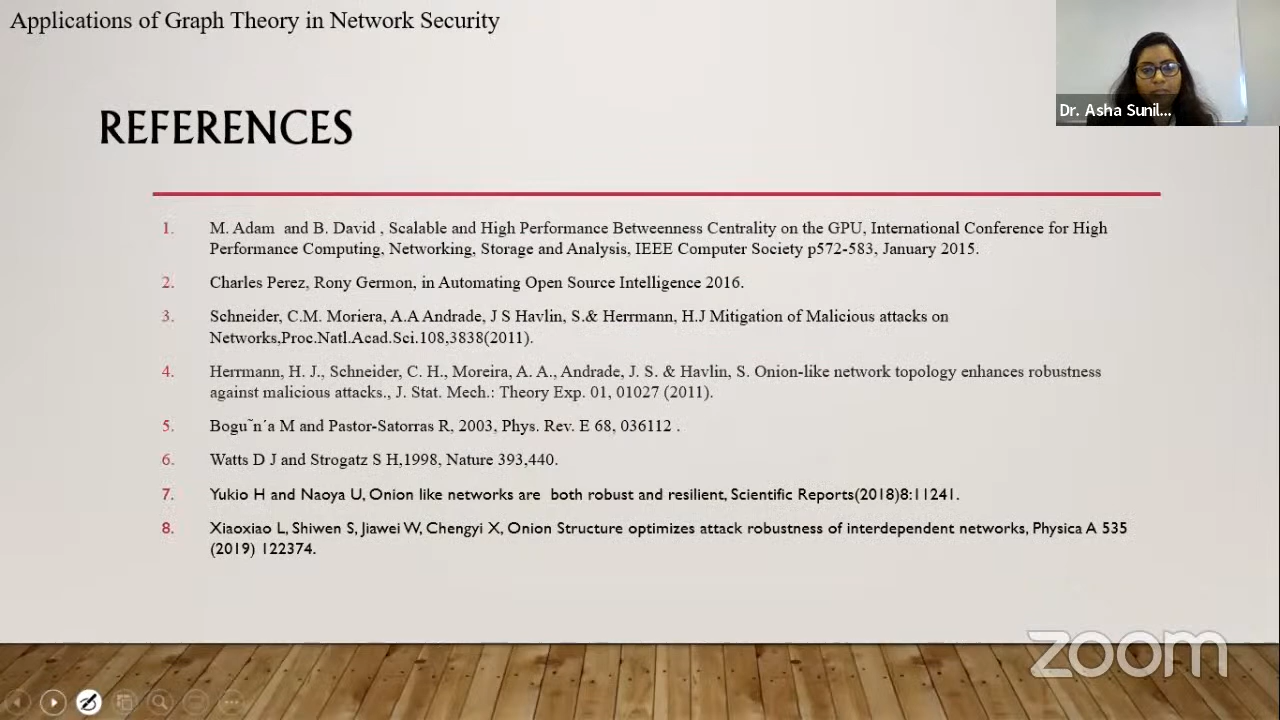 Applications of Graph Theory in Network Security
Dr. Asha Sunil...
REFERENCES
1. M. Adam and B. David , Scalable and High Performance Betweenness Centrality on the GPU, International Conference for High
Performance Computing, Networking, Storage and Analysis, IEEE Computer Society p572-583, January 2015.
2. Charles Perez, Rony Germon, in Automating Open Source Intelligence 2016.
3. Schneider, C.M. Moriera, A.A Andrade, J S Havlin, S.& Herrmann, H.J Mitigation of Malicious attacks on
Networks,Proc.Natl.Acad.Sci.108,3838(2011).
4. Herrmann, H. J., Schneider, C. H., Moreira, A. A., Andrade, J. S. & Havlin, S. Onion-like network topology enhances robustness
against malicious attacks., J. Stat. Mech.: Theory Exp. 01, 01027 (2011).
5. Bogu˜n´a M and Pastor-Satorras R, 2003, Phys. Rev. E 68, 036112 .
6. Watts D J and Strogatz S H,1998, Nature 393,440.
7. Yukio H and Naoya U, Onion like networks are both robust and resilient, Scientific Reports(2018)8:11241.
8. Xiaoxiao L, Shiwen S, Jiawei W, Chengyi X, Onion Structure optimizes attack robustness of interdependent networks, Physica A 535
(2019) 122374.
zoom